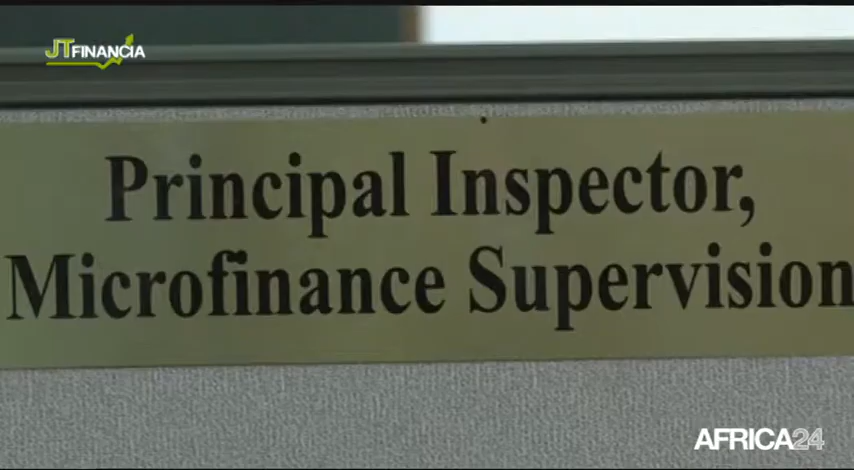 JTFINANCIA
Principal Inspector,
Microfinance Supervision
AFRICA24